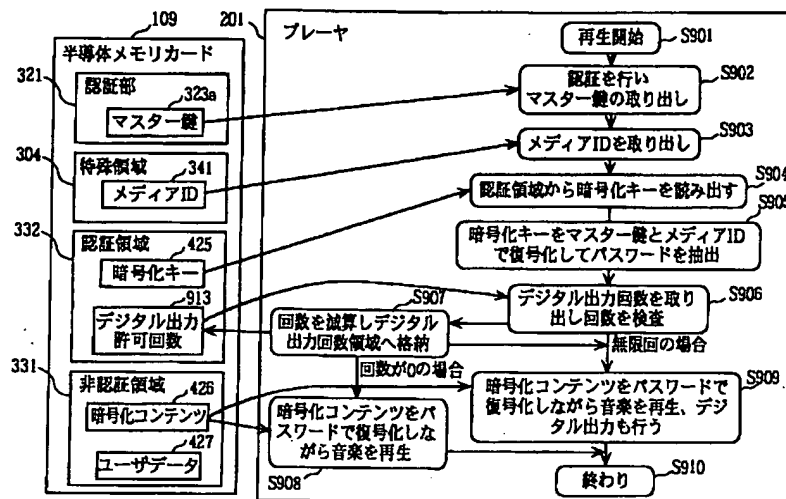 109
半導体メモリカード
321
認証部
323a
マスター鍵
304
特殊領域
341
メディアID
332
認証領域
425
暗号化キー
913
デジタル出力
許可回数
331
非認証領域
426
暗号化コンテンツ
427
ユーザデータ
201
プレーヤ
再生開始
S901
認証を行い
マスター鍵の取り出し
S902
メディアIDを取り出し
S903
認証領域から暗号化キーを読み出す
S904
暗号化キーをマスター鍵とメディアID
で復号化してパスワードを抽出
S905
デジタル出力回数を取
り出し回数を検査
S906
S907
回数を減算しデジタル
出力回数領域へ格納
無限回の場合
回数が0の場合
暗号化コンテンツをパ
スワードで復号化しな
がら音楽を再生
S908
暗号化コンテンツをパスワードで
復号化しながら音楽を再生、デジ
タル出力も行う
S909
終わり
S910